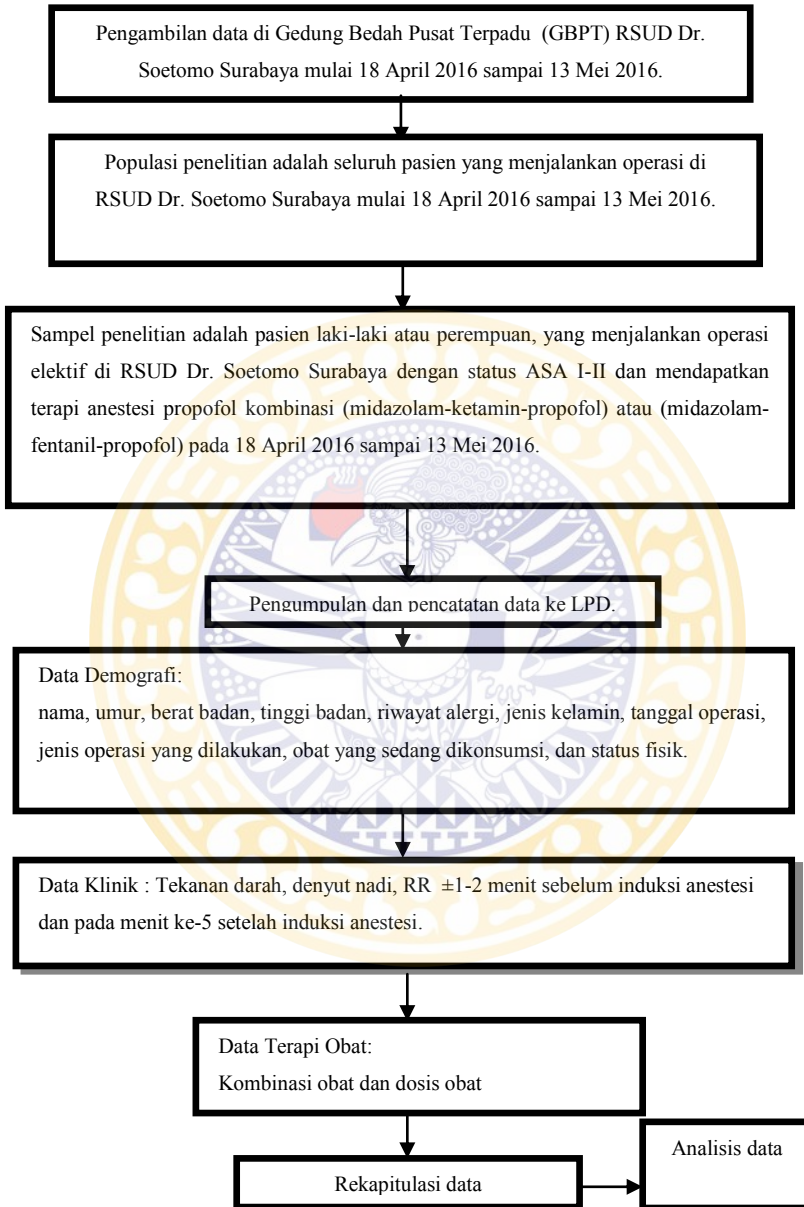 Pengambilan data di Gedung Bedah Pusat Terpadu (GBPT) RSUD Dr.
Soetomo Surabaya mulai 18 April 2016 sampai 13 Mei 2016.
Populasi penelitian adalah seluruh pasien yang menjalankan operasi di
RSUD Dr. Soetomo Surabaya mulai 18 April 2016 sampai 13 Mei 2016.
Sampel penelitian adalah pasien laki-laki atau perempuan, yang menjalankan operasi
elektif di RSUD Dr. Soetomo Surabaya dengan status ASA I-II dan mendapatkan
terapi anestesi propofol kombinasi (midazolam-ketamin-propofol) atau (midazolam-
fentanil-propofol) pada 18 April 2016 sampai 13 Mei 2016.
Pengumpulan dan pencatatan data ke LPD.
Data Demografi:
nama, umur, berat badan, tinggi badan, riwayat alergi, jenis kelamin, tanggal operasi,
jenis operasi yang dilakukan, obat yang sedang dikonsumsi, dan status fisik.
Data Klinik : Tekanan darah, denyut nadi, RR ±1-2 menit sebelum induksi anestesi
dan pada menit ke-5 setelah induksi anestesi.
Data Terapi Obat:
Kombinasi obat dan dosis obat
Analisis data
Rekapitulasi data